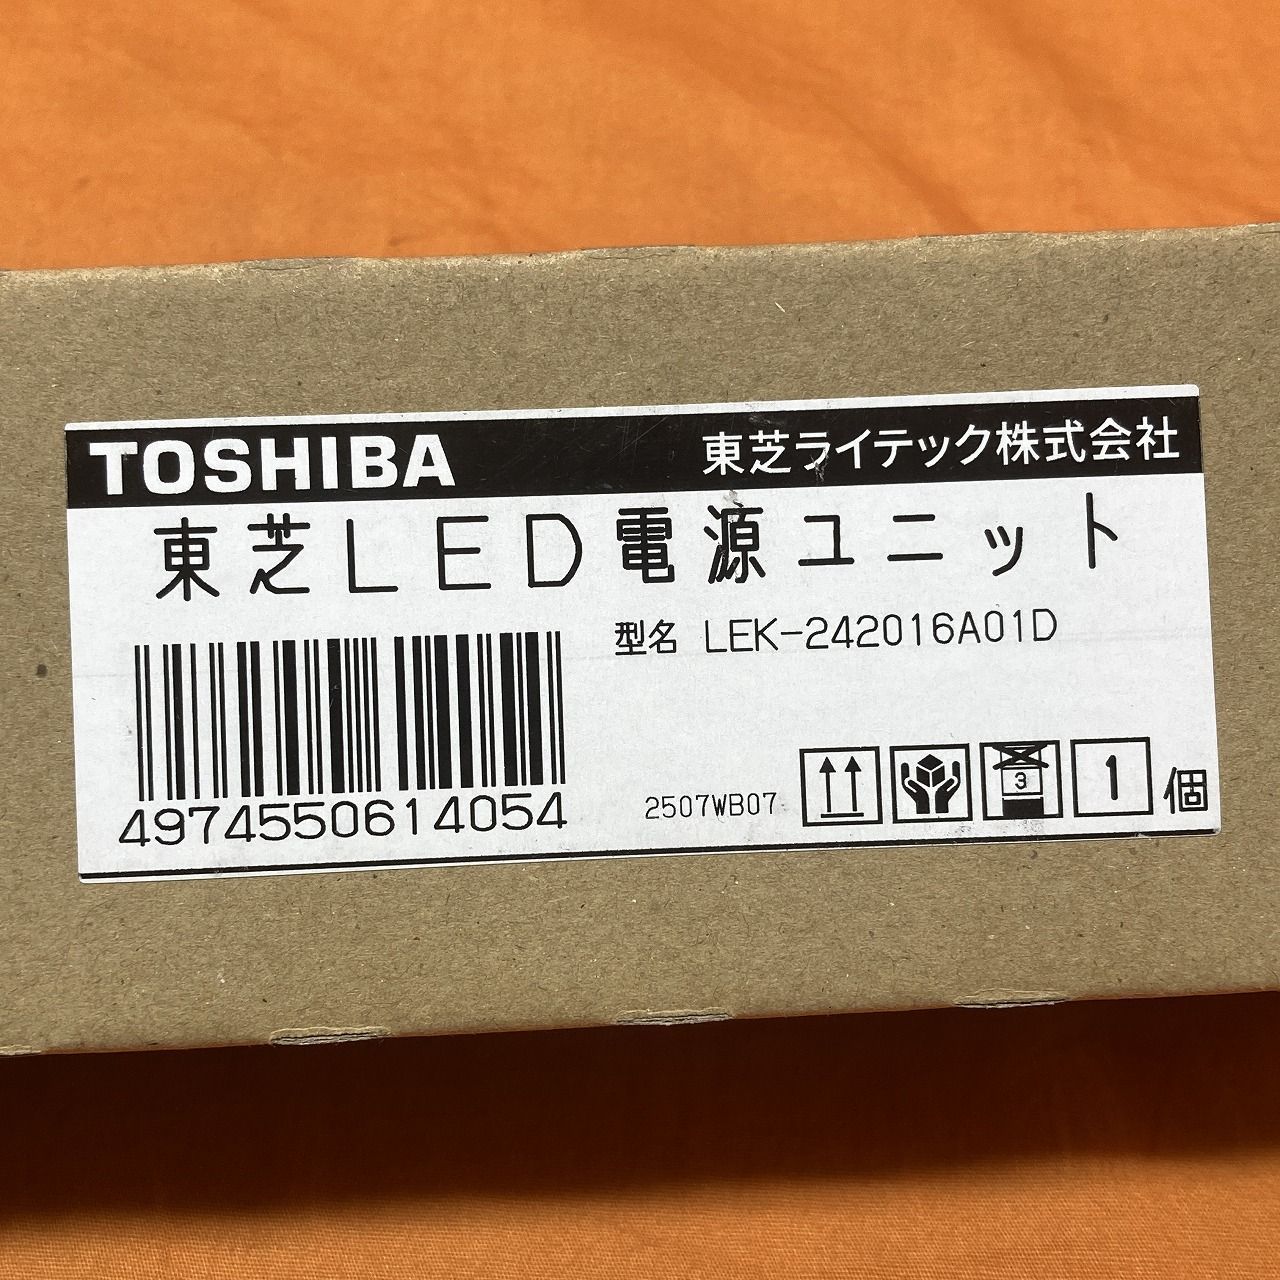 TOSHIBA 東芝ライテック株式会社
東芝LED電源ユニット
型名 LEK-242016A01D
4974550614054
2507WB07 3 1 個